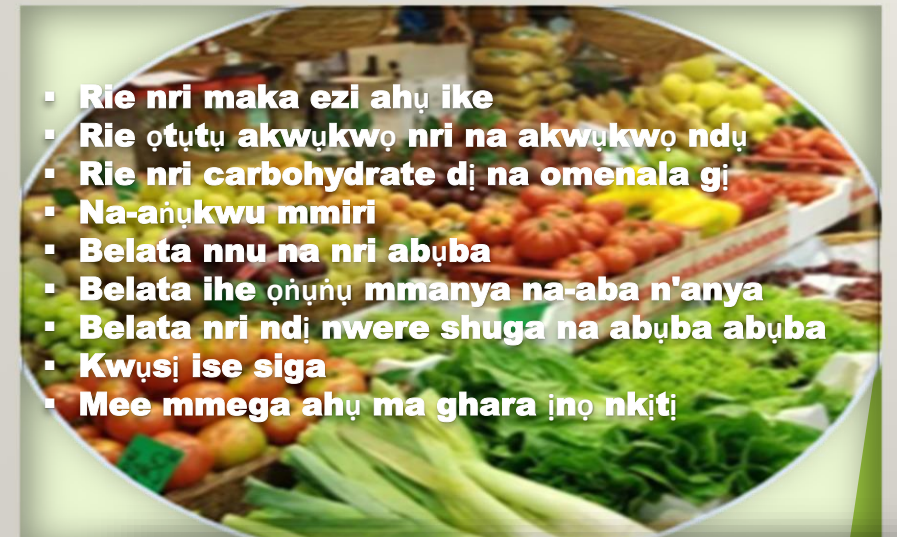 ▪ Rie nri maka ezi ahụ ike
▪ Rie ọtụtụ akwụkwọ nri na akwụkwọ ndụ
▪ Rie nri carbohydrate dị na omenala gị
▪ Na-aṅụkwu mmiri
▪ Belata nnu na nri abụba
▪ Belata ihe ọṅụṅụ mmanya na-aba n'anya
▪ Belata nri ndị nwere shuga na abụba abụba
▪ Kwụsị ise siga
▪ Mee mmega ahụ ma ghara ịnọ nkịtị